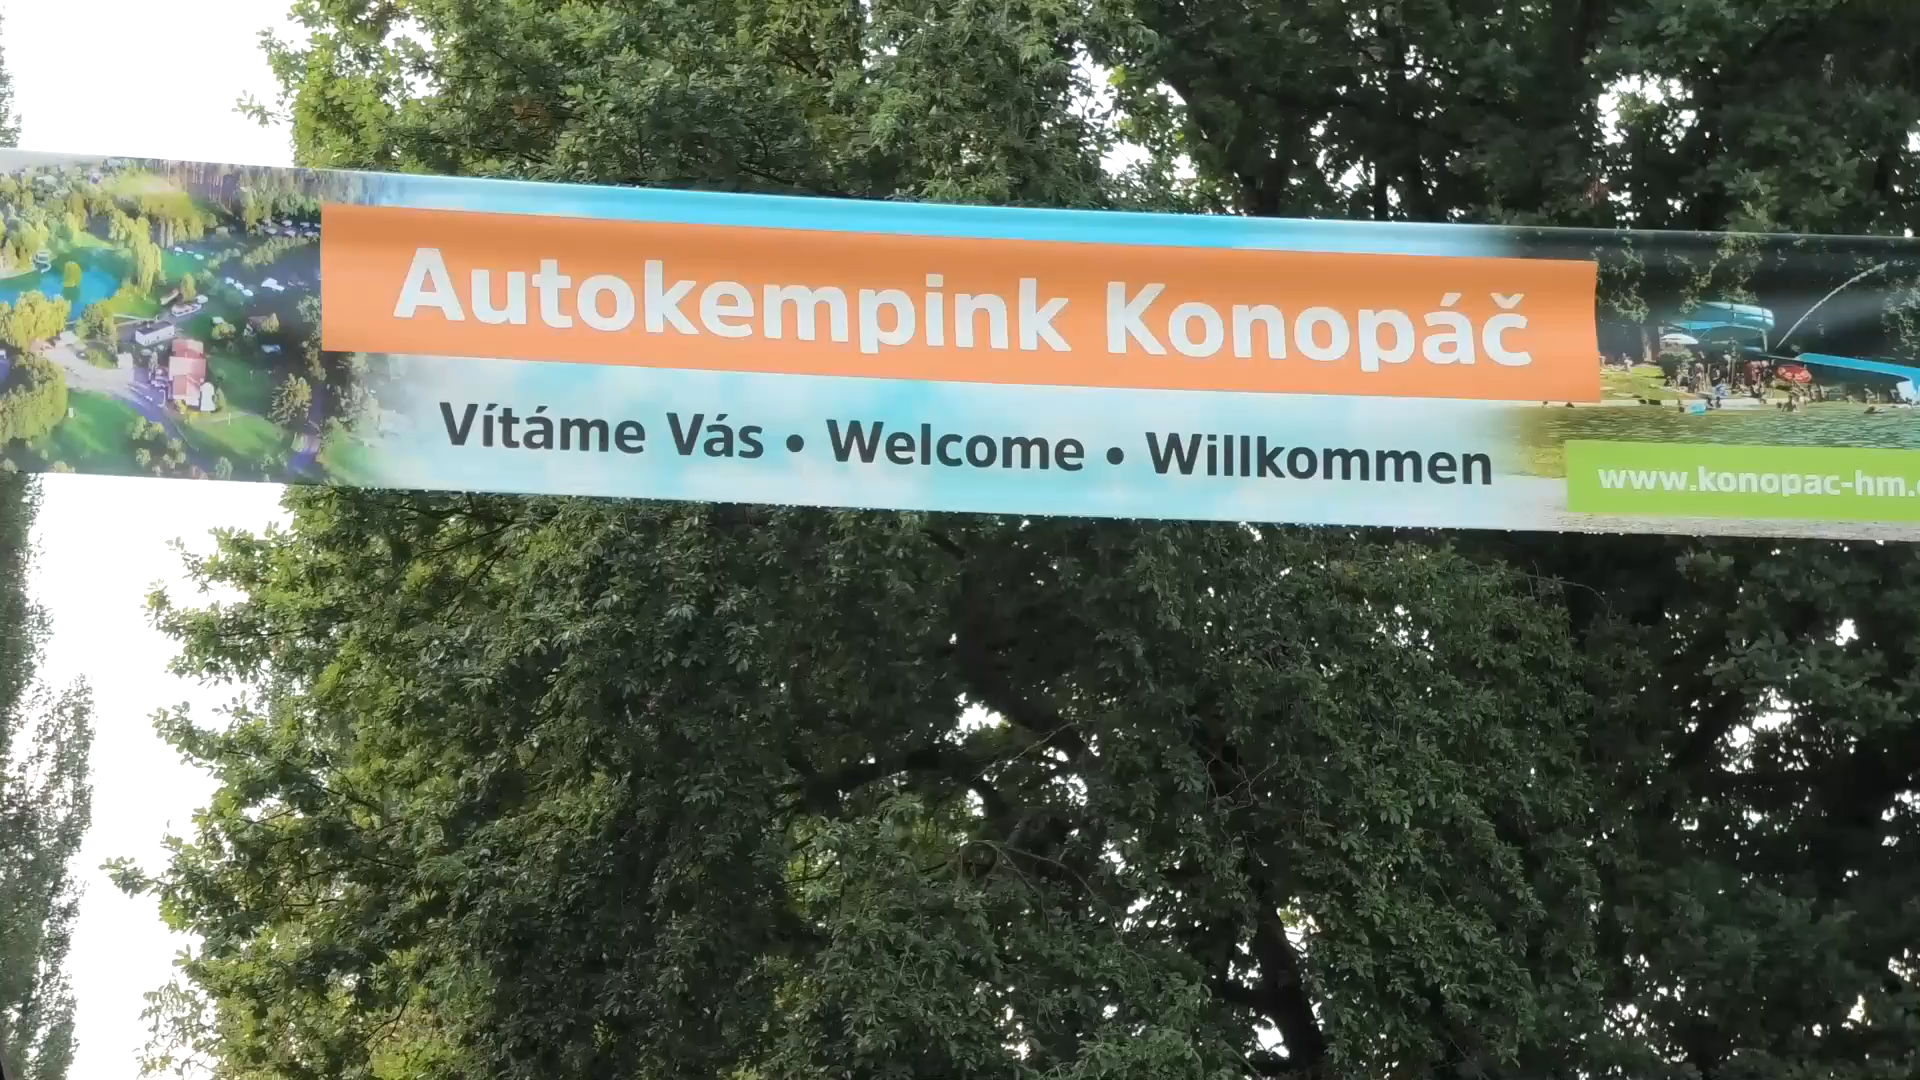 Autokempink Konopáč
Vítáme Vás • Welcome • Willkommen
www.konopac-hm.